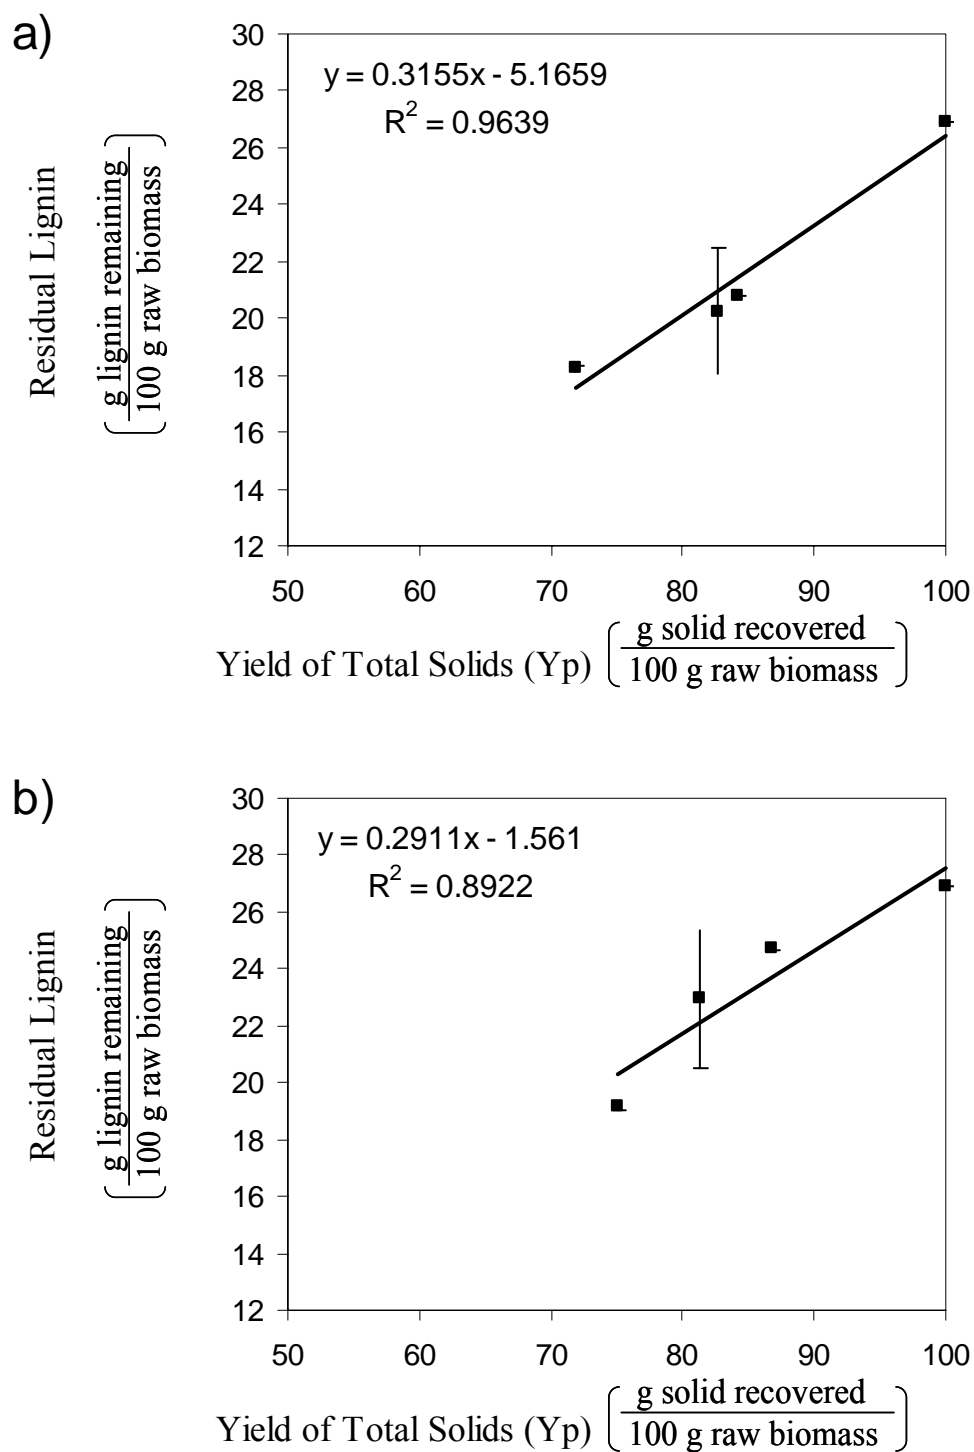 a)
y = 0.3155x - 5.1659
R² = 0.9639
30
28
26
24
22
20
18
16
14
12
Residual Lignin
g lignin remaining
100 g raw biomass
50 60 70 80 90 100
Yield of Total Solids (Yp)
g solid recovered
100 g raw biomass
b)
y = 0.2911x - 1.561
R² = 0.8922
30
28
26
24
22
20
18
16
14
12
Residual Lignin
g lignin remaining
100 g raw biomass
50 60 70 80 90 100
Yield of Total Solids (Yp)
g solid recovered
100 g raw biomass